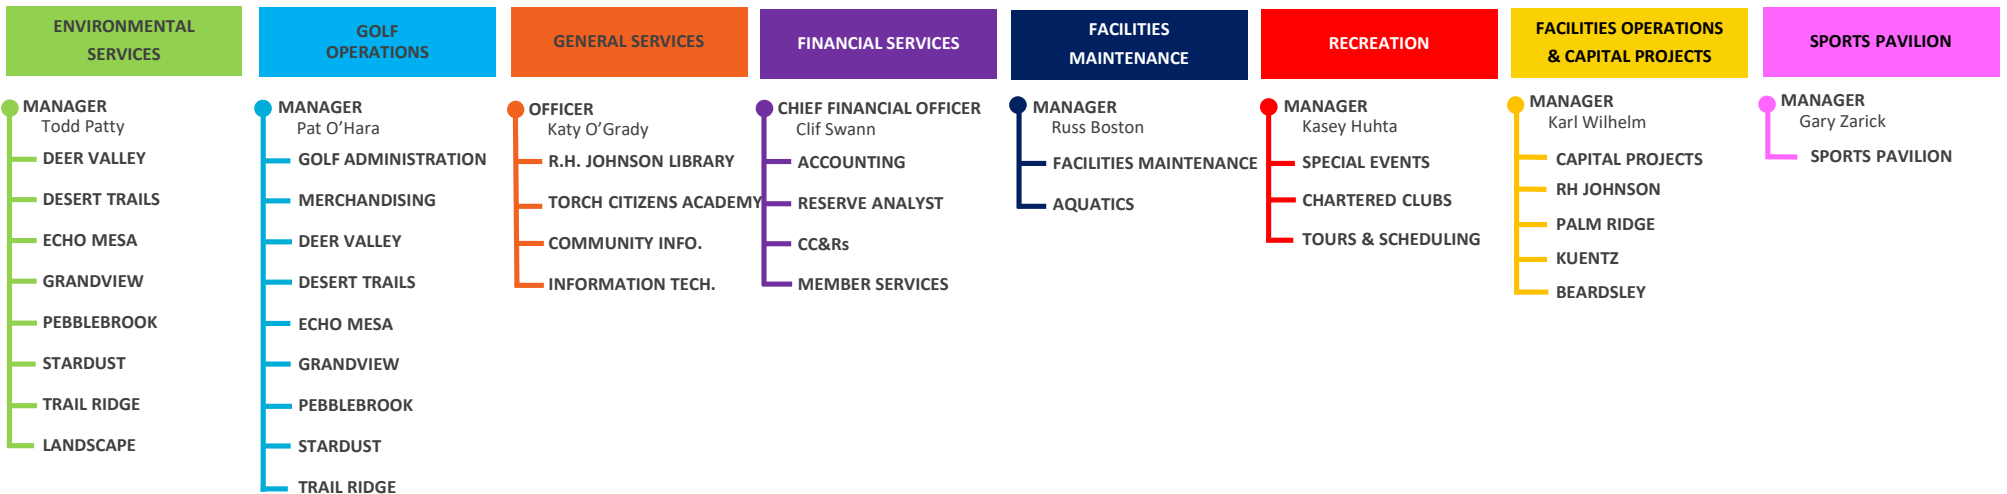 ENVIRONMENTAL
SERVICES
MANAGER
Todd Patty
DEER VALLEY
DESERT TRAILS
ECHO MESA
GRANDVIEW
PEBBLEBROOK
STARDUST
TRAIL RIDGE
LANDSCAPE
GOLF
OPERATIONS
MANAGER
Pat O’Hara
GOLF ADMINISTRATION
MERCHANDISING
DEER VALLEY
DESERT TRAILS
ECHO MESA
GRANDVIEW
PEBBLEBROOK
STARDUST
TRAIL RIDGE
GENERAL SERVICES
OFFICER
Katy O’Grady
R.H. JOHNSON LIBRARY
TORCH CITIZENS ACADEMY
COMMUNITY INFO.
INFORMATION TECH.
FINANCIAL SERVICES
CHIEF FINANCIAL OFFICER
Clif Swann
ACCOUNTING
RESERVE ANALYST
CC&Rs
MEMBER SERVICES
FACILITIES
MAINTENANCE
MANAGER
Russ Boston
FACILITIES MAINTENANCE
AQUATICS
RECREATION
MANAGER
Kasey Huhta
SPECIAL EVENTS
CHARTERED CLUBS
TOURS & SCHEDULING
FACILITIES OPERATIONS
& CAPITAL PROJECTS
MANAGER
Karl Wilhelm
CAPITAL PROJECTS
RH JOHNSON
PALM RIDGE
KUENTZ
BEARDSLEY
SPORTS PAVILION
MANAGER
Gary Zarick
SPORTS PAVILION